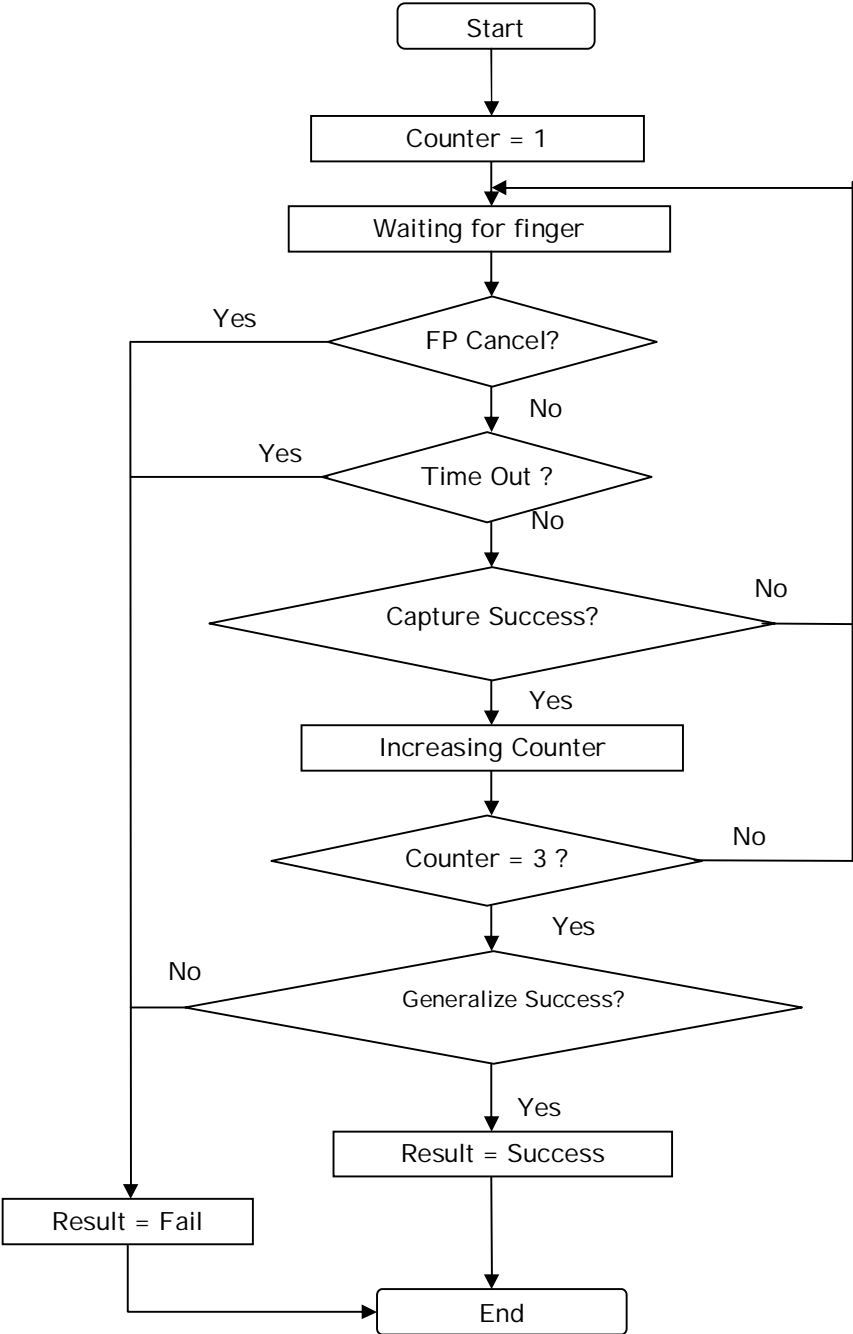 Start
Counter = 1
Waiting for finger
Yes
FP Cancel?
No
Yes
Time Out ?
No
No
Capture Success?
Yes
Increasing Counter
No
Counter = 3 ?
Yes
No
Generalize Success?
Yes
Result = Success
Result = Fail
End